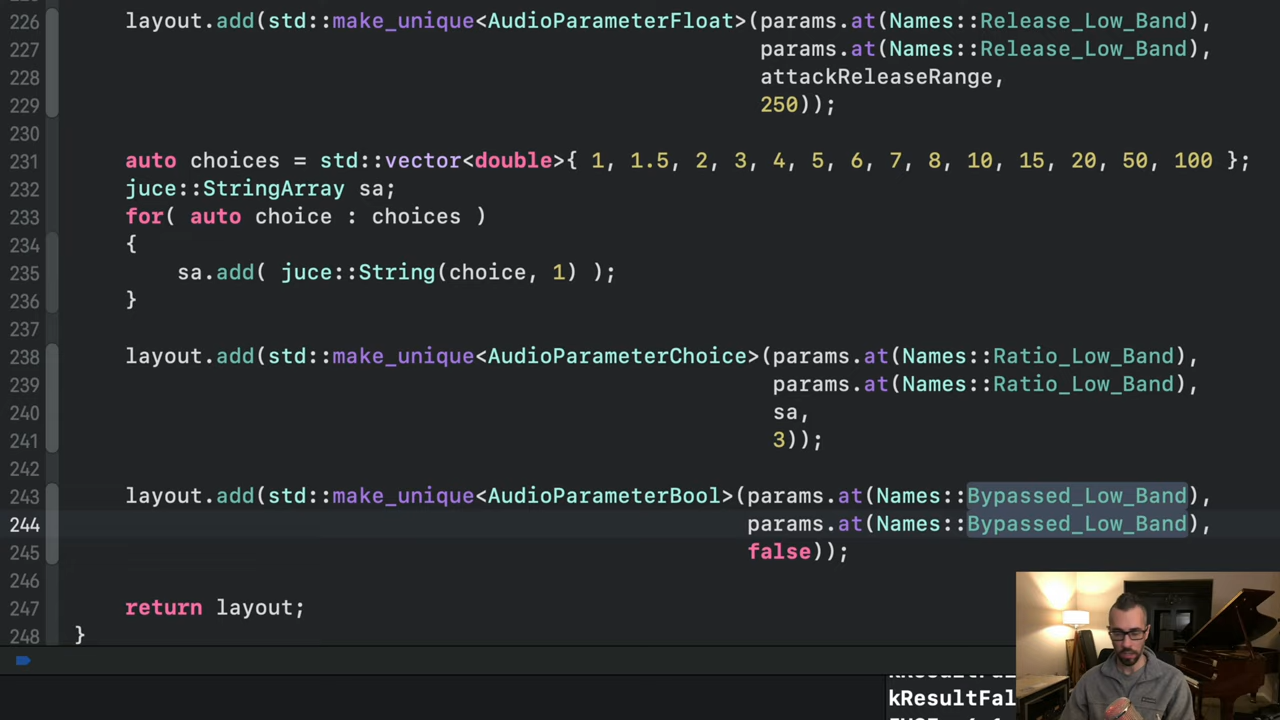 226 layout.add(std::make_unique<AudioParameterFloat>(params.at(Names::Release_Low_Band),
227 params.at(Names::Release_Low_Band),
228 attackReleaseRange,
229 250));
230
231 auto choices = std::vector<double>{ 1, 1.5, 2, 3, 4, 5, 6, 7, 8, 10, 15, 20, 50, 100 };
232 juce::StringArray sa;
233 for( auto choice : choices )
234 {
235 sa.add( juce::String(choice, 1) );
236 }
237
238 layout.add(std::make_unique<AudioParameterChoice>(params.at(Names::Ratio_Low_Band),
239 params.at(Names::Ratio_Low_Band),
240 sa,
241 3));
242
243 layout.add(std::make_unique<AudioParameterBool>(params.at(Names::Bypassed_Low_Band),
244 params.at(Names::Bypassed_Low_Band),
245 false));
246
247 return layout;
248 }
kResultFal